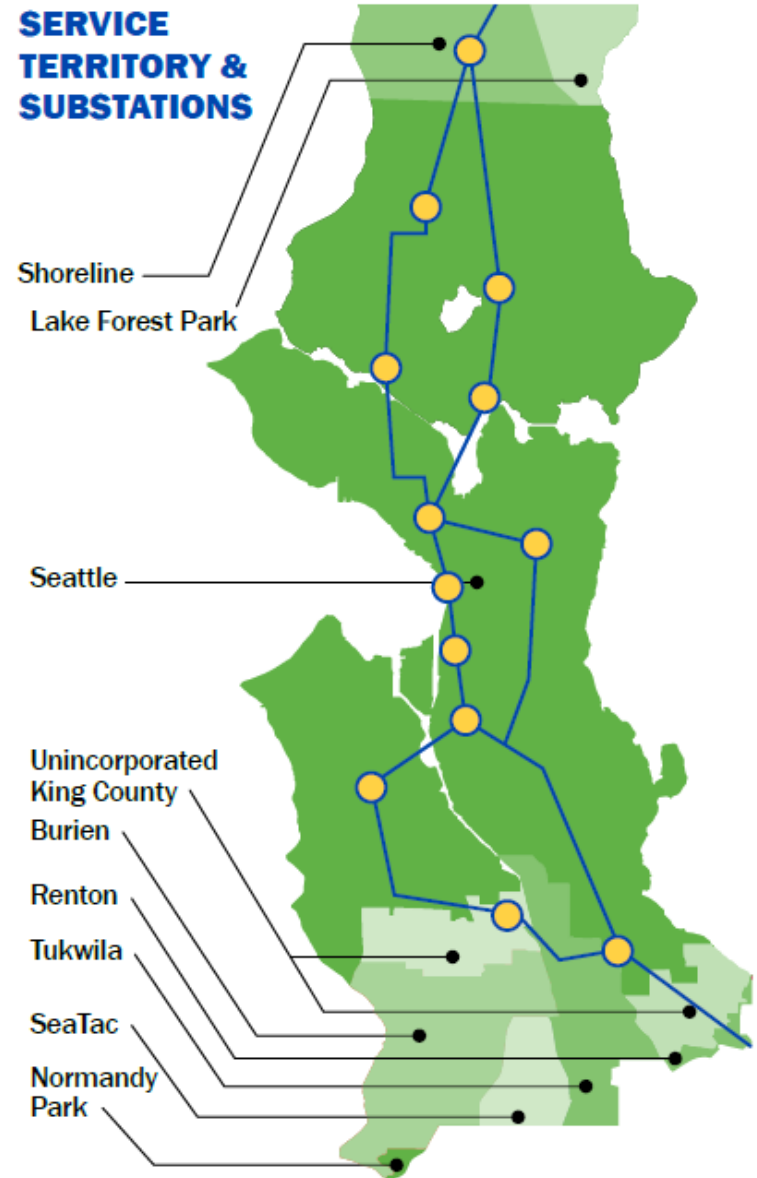 SERVICE
TERRITORY &
SUBSTATIONS
Shoreline
Lake Forest Park
Seattle
Unincorporated
King County
Burien
Renton
Tukwila
SeaTac
Normandy
Park